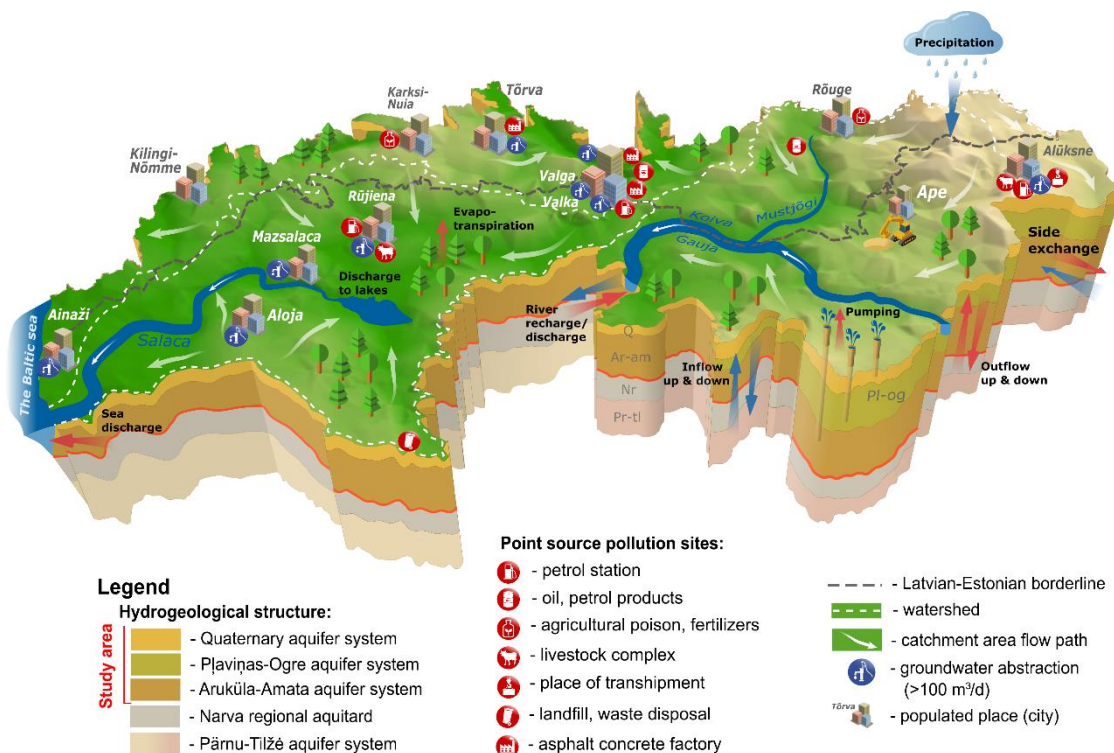 Precipitation
Karksi-
Nuia
Tõrva
Rõuge
Kilingi-
Nõmme
Alūksne
Valga
Valka
Ape
Rūjiena
Evapo-
transpiration
Koiva
Mustjõgi
Gauja
Side
exchange
Mazsalaca
Discharge
to lakes
Ainaži
Aloja
Salaca
The Baltic sea
River
recharge/
discharge
Pumping
Q
Ar-am
Nr
Pr-tl
Inflow
up & down
Pl-og
Outflow
up & down
Sea
discharge
Legend
Hydrogeological structure:
Study area
- Quaternary aquifer system
- Pļaviņas-Ogre aquifer system
- Aruküla-Amata aquifer system
- Narva regional aquitard
- Pärnu-Tilžė aquifer system
Point source pollution sites:
- petrol station
- oil, petrol products
- agricultural poison, fertilizers
- livestock complex
- place of transhipment
- landfill, waste disposal
- asphalt concrete factory
- Latvian-Estonian borderline
- watershed
- catchment area flow path
- groundwater abstraction
(>100 m³/d)
Tõrva
- populated place (city)